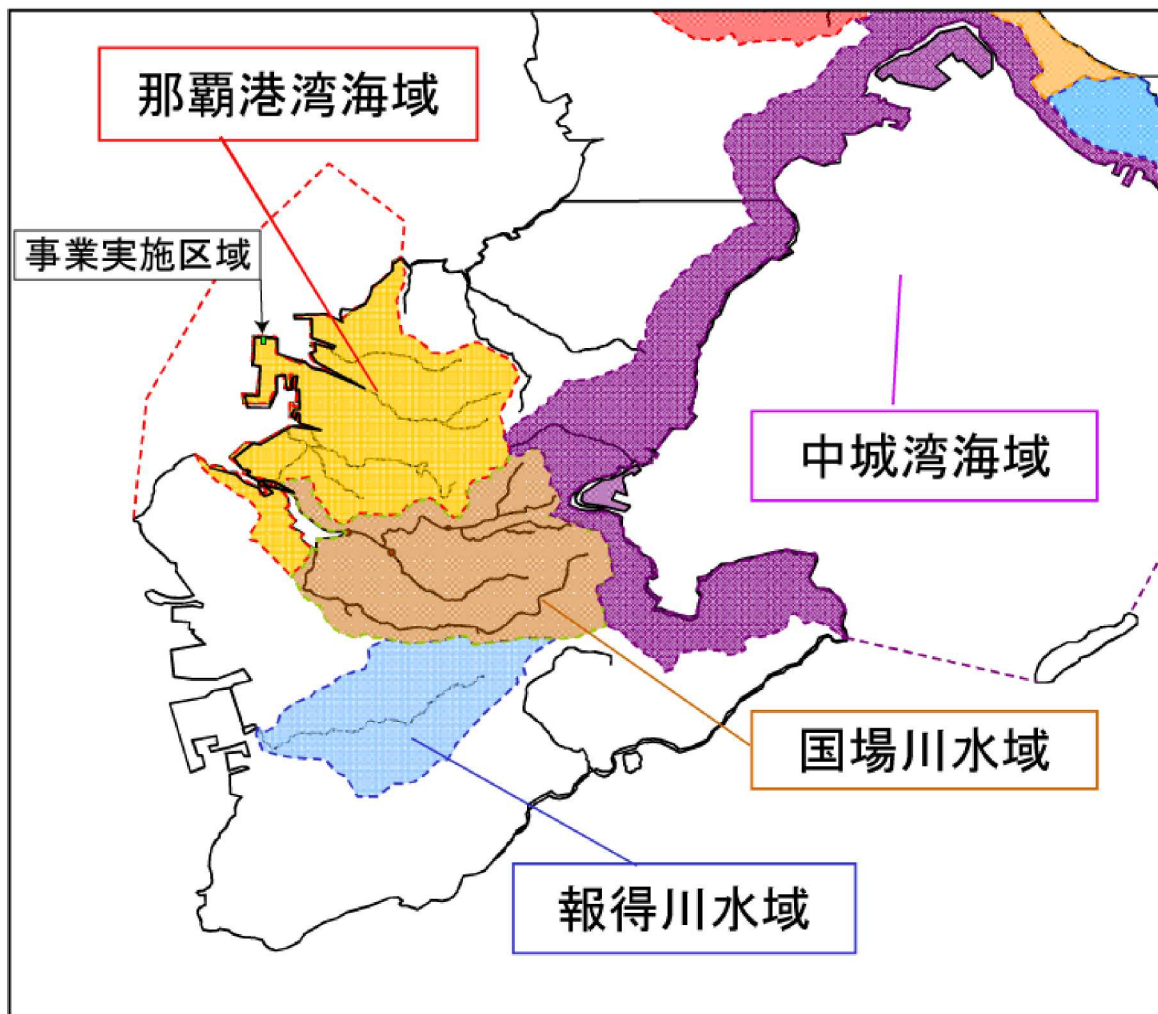 那覇港湾海域
事業実施区域
中城湾海域
国場川水域
報得川水域